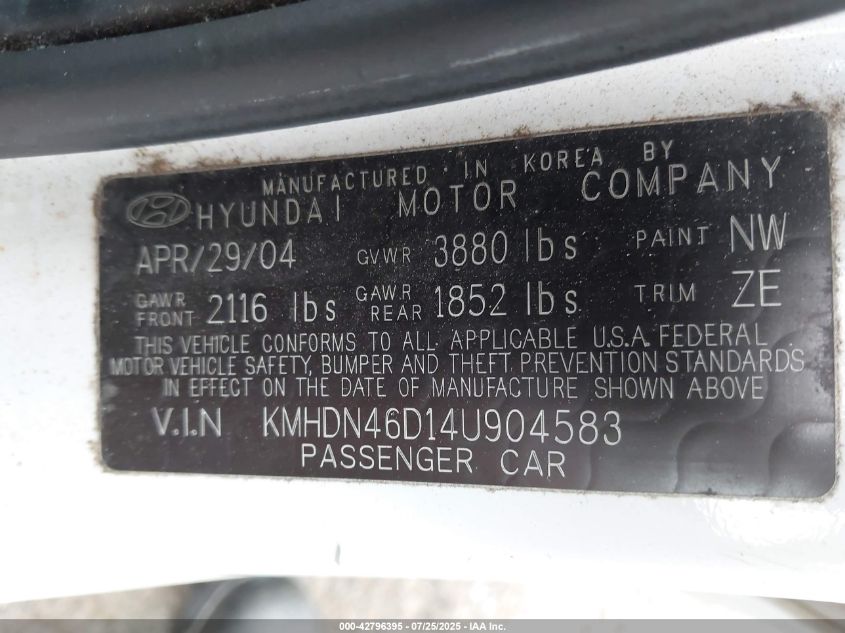 MANUFACTURED IN KOREA BY
HYUNDAI MOTOR COMPANY
APR/29/04 GVWR 3880 lbs PAINT NW
GAWR FRONT 2116 lbs GAWR REAR 1852 lbs TRIM ZE
THIS VEHICLE CONFORMS TO ALL APPLICABLE U.S.A. FEDERAL
MOTOR VEHICLE SAFETY, BUMPER AND THEFT PREVENTION STANDARDS
IN EFFECT ON THE DATE OF MANUFACTURE SHOWN ABOVE
V.I.N KMHDN46D14U904583
PASSENGER CAR
000-42796395 - 07/25/2025 - IAA Inc.